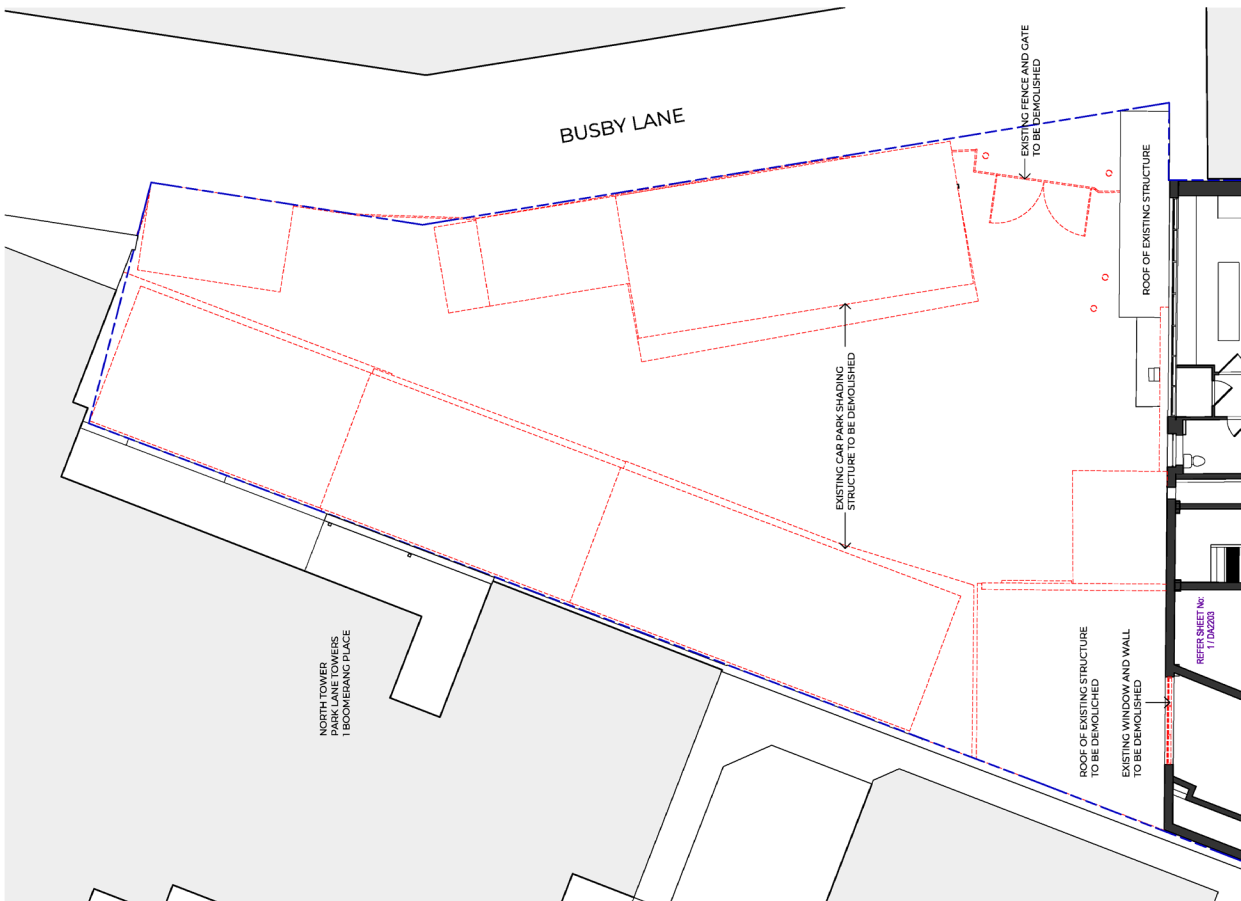 BUSBY LANE
EXISTING FENCE AND GATE
TO BE DEMOLISHED
ROOF OF EXISTING STRUCTURE
EXISTING CAR PARK SHADING
STRUCTURE TO BE DEMOLISHED
NORTH TOWER
PARK LANE TOWERS
1 BOOMERANG PLACE
ROOF OF EXISTING STRUCTURE
TO BE DEMOLICHED
EXISTING WINDOW AND WALL
TO BE DEMOLISHED
REFER SHEET No:
1 / DA2203